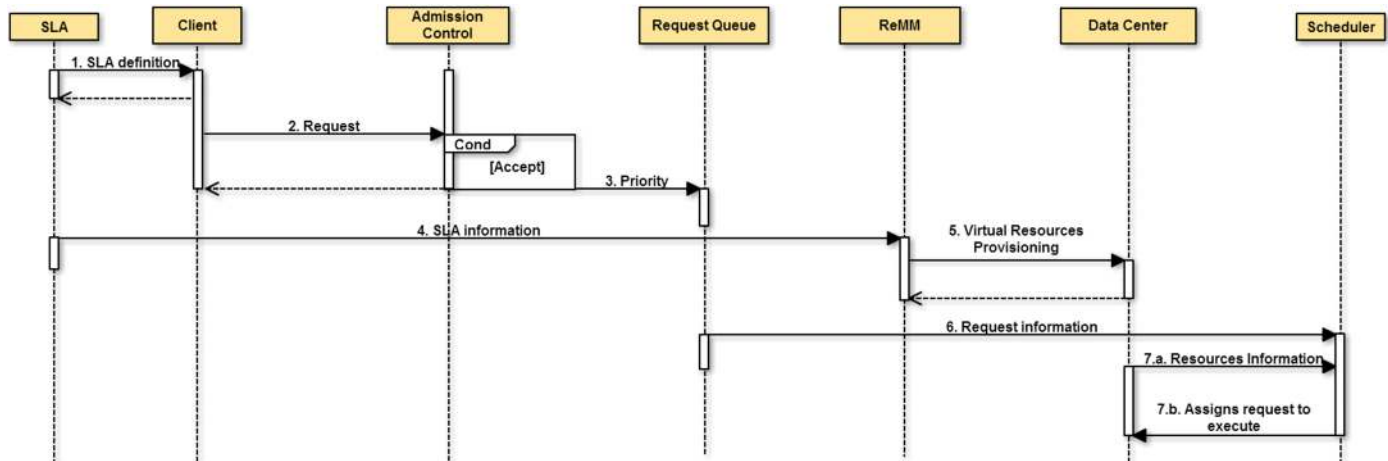 SLA
Client
Admission
Control
Request Queue
ReMM
Data Center
Scheduler
1. SLA definition
2. Request
Cond
[Accept]
3. Priority
4. SLA information
5. Virtual Resources
Provisioning
6. Request information
7.a. Resources Information
7.b. Assigns request to
execute